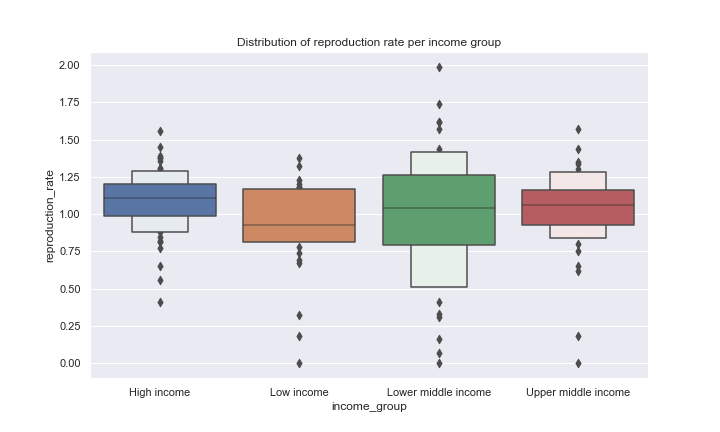 Distribution of reproduction rate per income group
2.00
1.75
1.50
1.25
1.00
0.75
0.50
0.25
0.00
reproduction_rate
High income
Low income
Lower middle income
Upper middle income
income_group